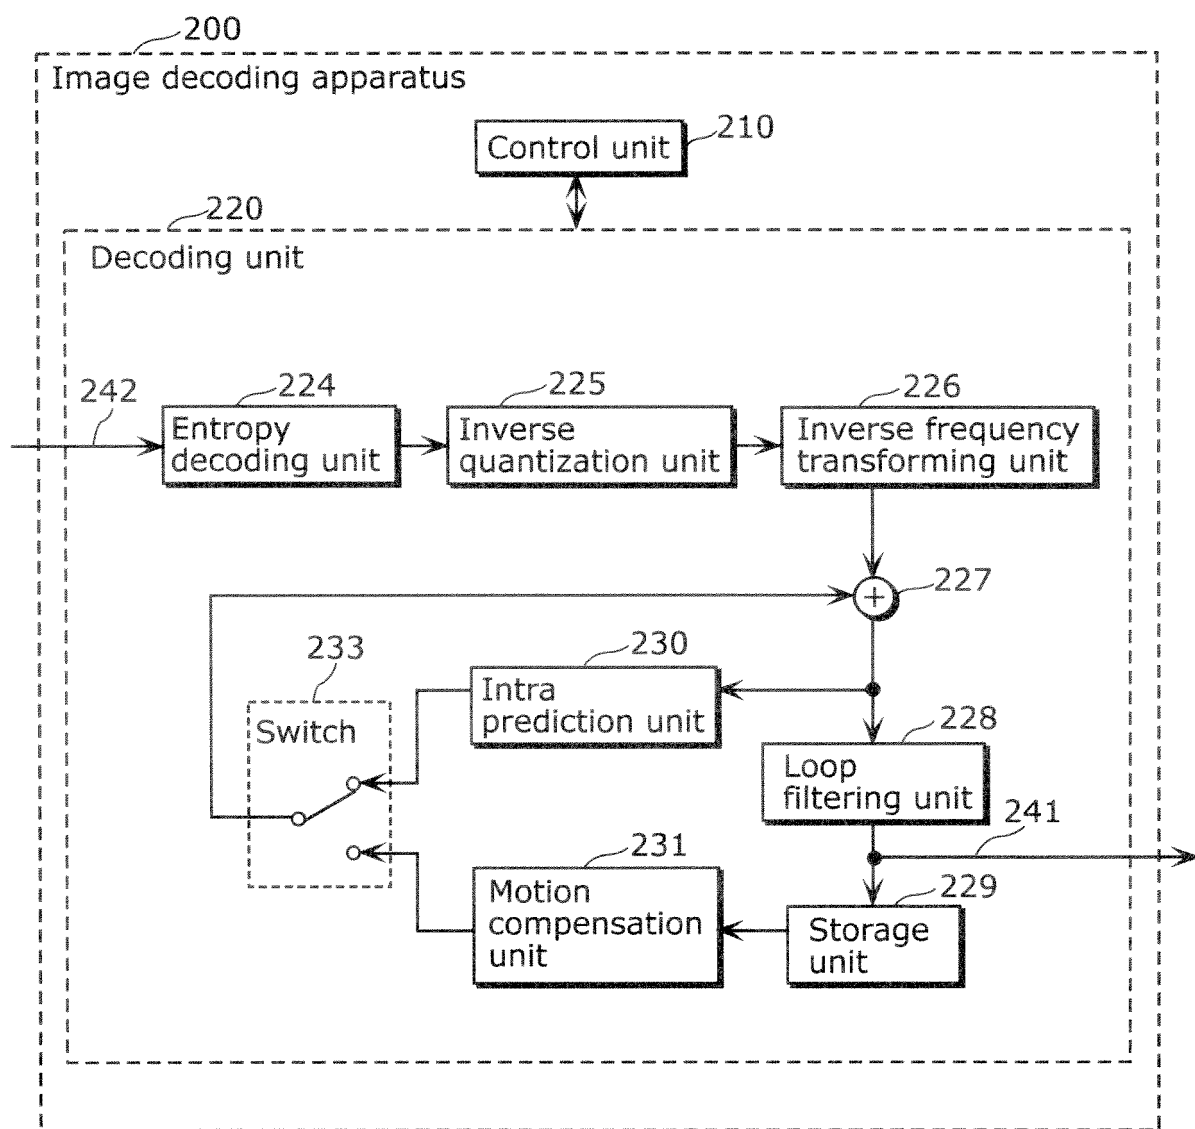 200
Image decoding apparatus
Control unit
210
220
Decoding unit
242
224
225
226
Entropy
decoding unit
Inverse
quantization unit
Inverse frequency
transforming unit
+
227
233
230
Intra
prediction unit
Switch
228
Loop
filtering unit
241
231
229
Motion
compensation
unit
Storage
unit